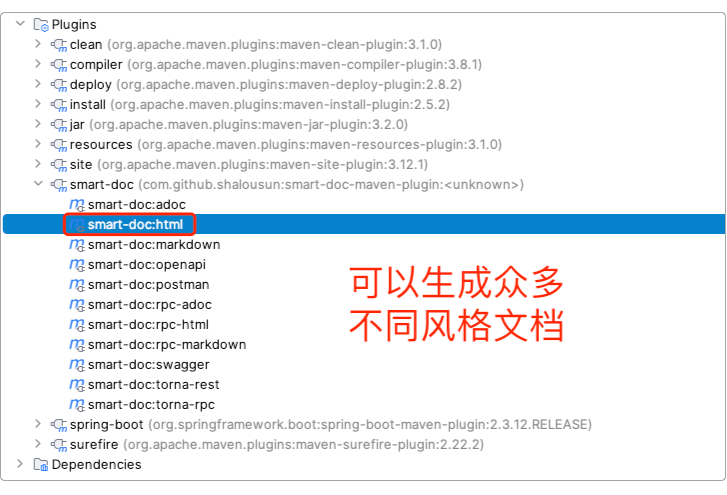 Plugins
clean (org.apache.maven.plugins:maven-clean-plugin:3.1.0)
compiler (org.apache.maven.plugins:maven-compiler-plugin:3.8.1)
deploy (org.apache.maven.plugins:maven-deploy-plugin:2.8.2)
install (org.apache.maven.plugins:maven-install-plugin:2.5.2)
jar (org.apache.maven.plugins:maven-jar-plugin:3.2.0)
resources (org.apache.maven.plugins:maven-resources-plugin:3.1.0)
site (org.apache.maven.plugins:maven-site-plugin:3.12.1)
smart-doc (com.github.shalousun:smart-doc-maven-plugin:<unknown>)
smart-doc:adoc
smart-doc:html
smart-doc:markdown
smart-doc:openapi
smart-doc:postman
smart-doc:rpc-adoc
smart-doc:rpc-html
smart-doc:rpc-markdown
smart-doc:swagger
smart-doc:torna-rest
smart-doc:torna-rpc
可以生成众多
不同风格文档
spring-boot (org.springframework.boot:spring-boot-maven-plugin:2.3.12.RELEASE)
surefire (org.apache.maven.plugins:maven-surefire-plugin:2.22.2)
Dependencies